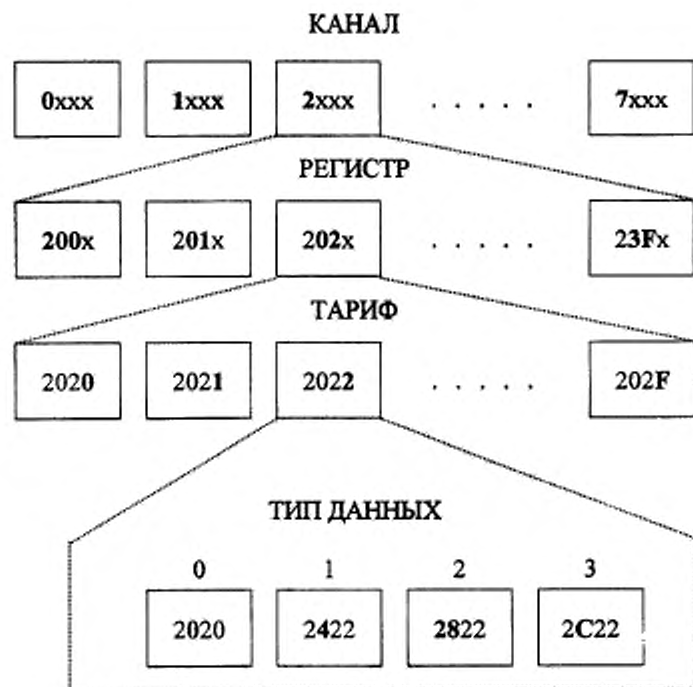 КАНАЛ
0xxx 1xxx 2xxx . . . . . 7xxx
РЕГИСТР
200x 201x 202x . . . . . 23Fx
ТАРИФ
2020 2021 2022 . . . . . 202F
ТИП ДАННЫХ
0 1 2 3
2020 2422 2822 2C22